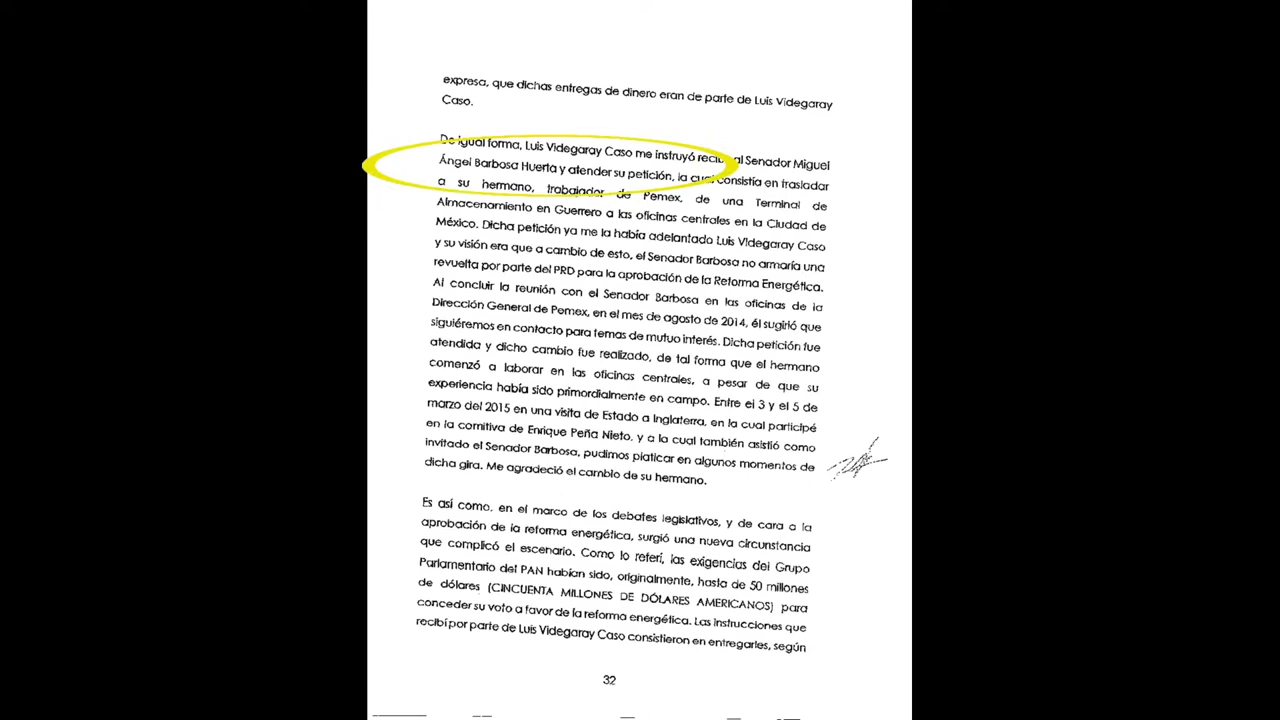 expresa, que dichas entregas de dinero eran de parte de Luis Videgaray
Caso.
De igual forma, Luis Videgaray Caso me instruyó recibir al Senador Miguel
Ángel Barbosa Huerta y atender su petición, la cual consistía en trasladar
a su hermano, trabajador de Pemex, de una Terminal de
Almacenamiento en Guerrero a las oficinas centrales en la Ciudad de
México. Dicha petición ya me la había adelantado Luis Videgaray Caso
y su visión era que a cambio de esto, el Senador Barbosa no armaría una
revuelta por parte del PRD para la aprobación de la Reforma Energética.
Al concluir la reunión con el Senador Barbosa en las oficinas de la
Dirección General de Pemex, en el mes de agosto de 2014, él sugirió que
siguiéremos en contacto para temas de mutuo interés. Dicha petición fue
atendida y dicho cambio fue realizado, de tal forma que el hermano
comenzó a laborar en las oficinas centrales, a pesar de que su
experiencia había sido primordialmente en campo. Entre el 3 y el 5 de
marzo del 2015 en una visita de Estado a Inglaterra, en la cual participé
en la comitiva de Enrique Peña Nieto, y a la cual también asistió como
invitado el Senador Barbosa, pudimos platicar en algunos momentos de
dicha gira. Me agradeció el cambio de su hermano.
Es así como, en el marco de los debates legislativos, y de cara a la
aprobación de la reforma energética, surgió una nueva circunstancia
que complicó el escenario. Como lo referí, las exigencias del Grupo
Parlamentario del PAN habían sido, originalmente, hasta de 50 millones
de dólares (CINCUENTA MILLONES DE DÓLARES AMERICANOS) para
conceder su voto a favor de la reforma energética. Las instrucciones que
recibí por parte de Luis Videgaray Caso consistieron en entregarles, según
32